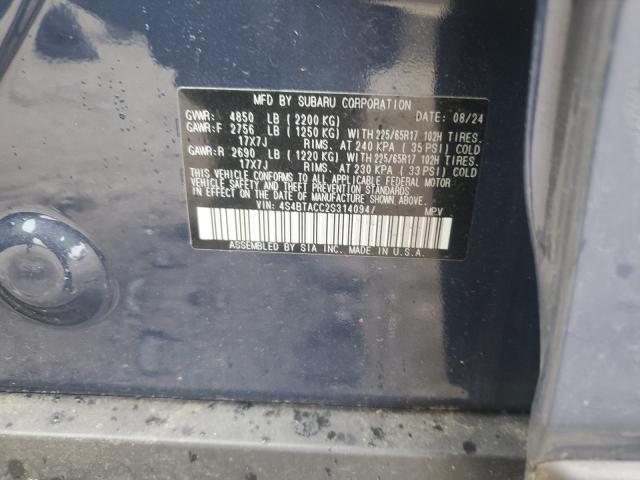 MFD BY SUBARU CORPORATION DATE: 08/24
GVWR: 4850 LB ( 2200 KG)
GAWR:F 2756 LB ( 1250 KG) WITH 225/65R17 102H TIRES.
17X7J RIMS. AT 240 KPA ( 35 PSI) COLD
GAWR:R 2690 LB ( 1220 KG) WITH 225/65R17 102H TIRES.
17X7J RIMS. AT 230 KPA ( 33 PSI) COLD
THIS VEHICLE CONFORMS TO ALL APPLICABLE FEDERAL MOTOR
VEHICLE SAFETY, BUMPER, AND THEFT PREVENTION STANDARDS
IN EFFECT ON THE DATE OF MANUFACTURE SHOWN ABOVE.
VIN: 4S4BTACC2S3140947 MPV
ASSEMBLED BY SIA INC. MADE IN U.S.A.